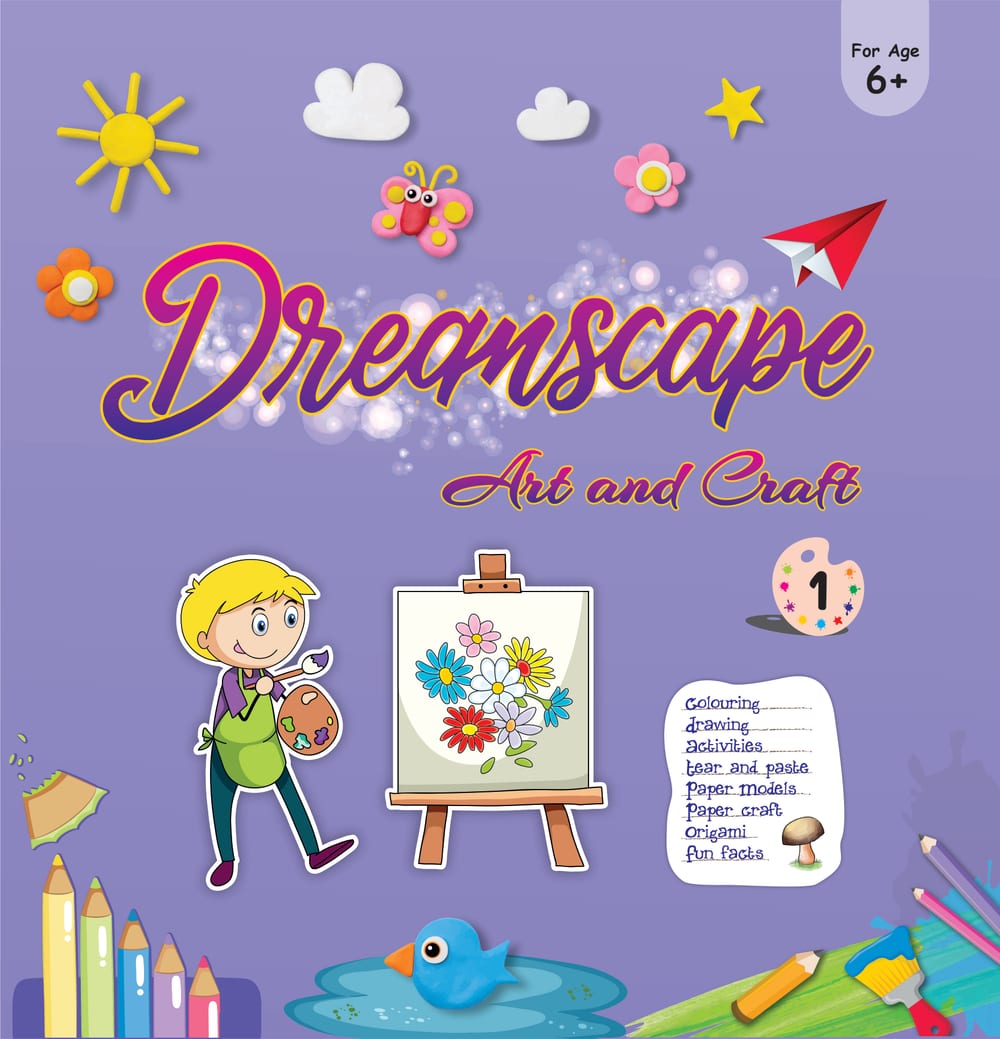 For Age
6+
Dreamscape
Art and Craft
1
Colouring
drawing
activities
tear and paste
Paper models
Paper craft
Origami
fun facts